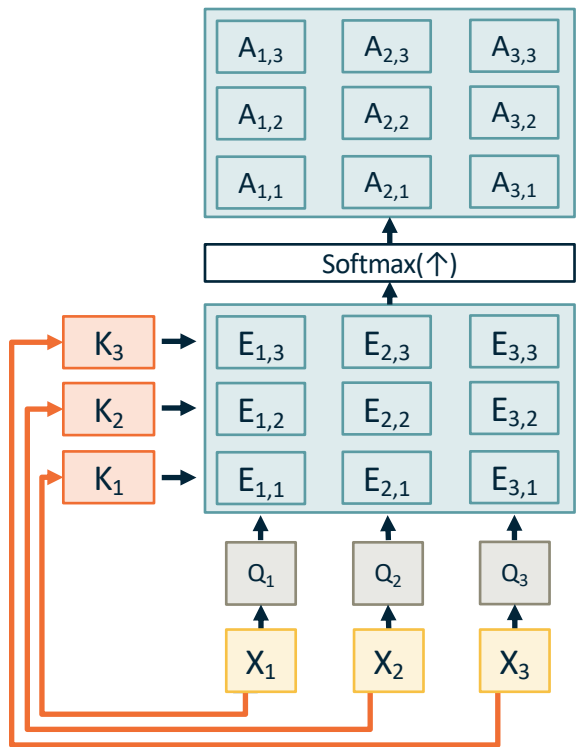 A1,3 A2,3 A3,3
A1,2 A2,2 A3,2
A1,1 A2,1 A3,1
Softmax(↑)
K3 E1,3 E2,3 E3,3
K2 E1,2 E2,2 E3,2
K1 E1,1 E2,1 E3,1
Q1 Q2 Q3
X1 X2 X3